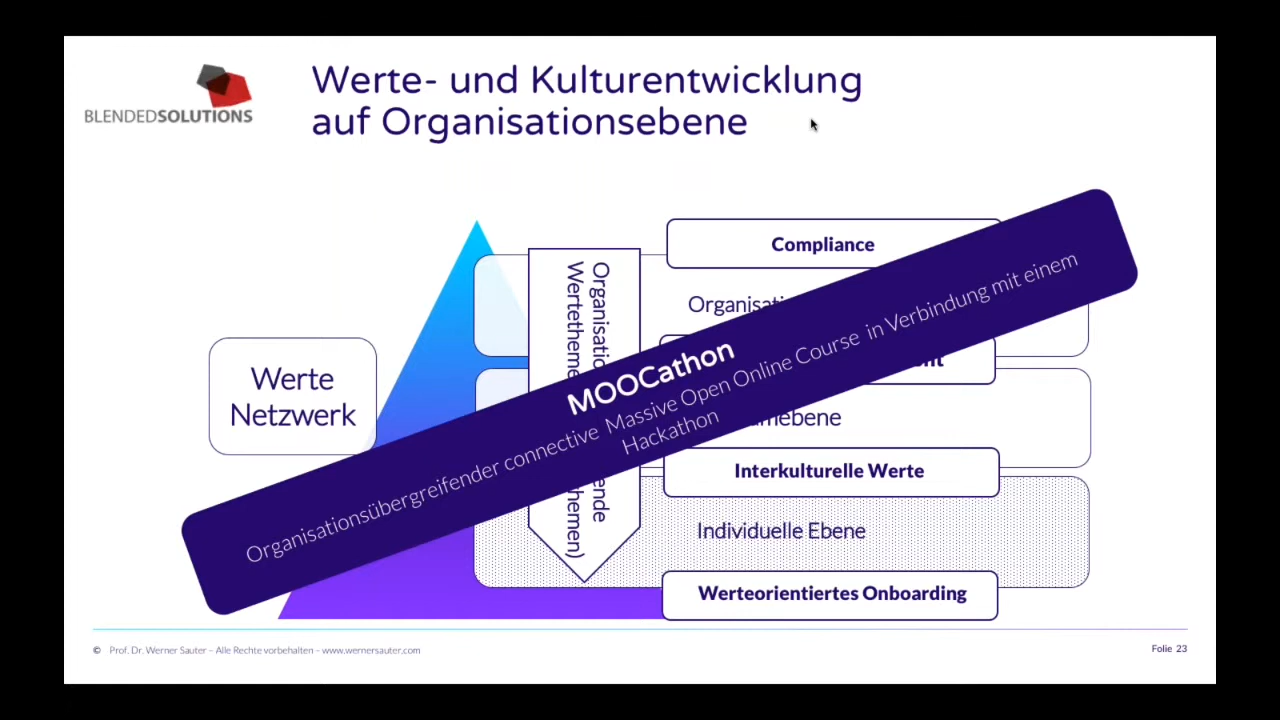 BLENDEDSOLUTIONS
Werte- und Kulturentwicklung
auf Organisationsebene
Compliance
Werte
Netzwerk
MOOCathon
Organisationsübergreifender connective Massive Open Online Course in Verbindung mit einem
Hackathon
Interkulturelle Werte
Individuelle Ebene
Werteorientiertes Onboarding
© Prof. Dr. Werner Sauter – Alle Rechte vorbehalten – www.wernersauter.com
Folie 23